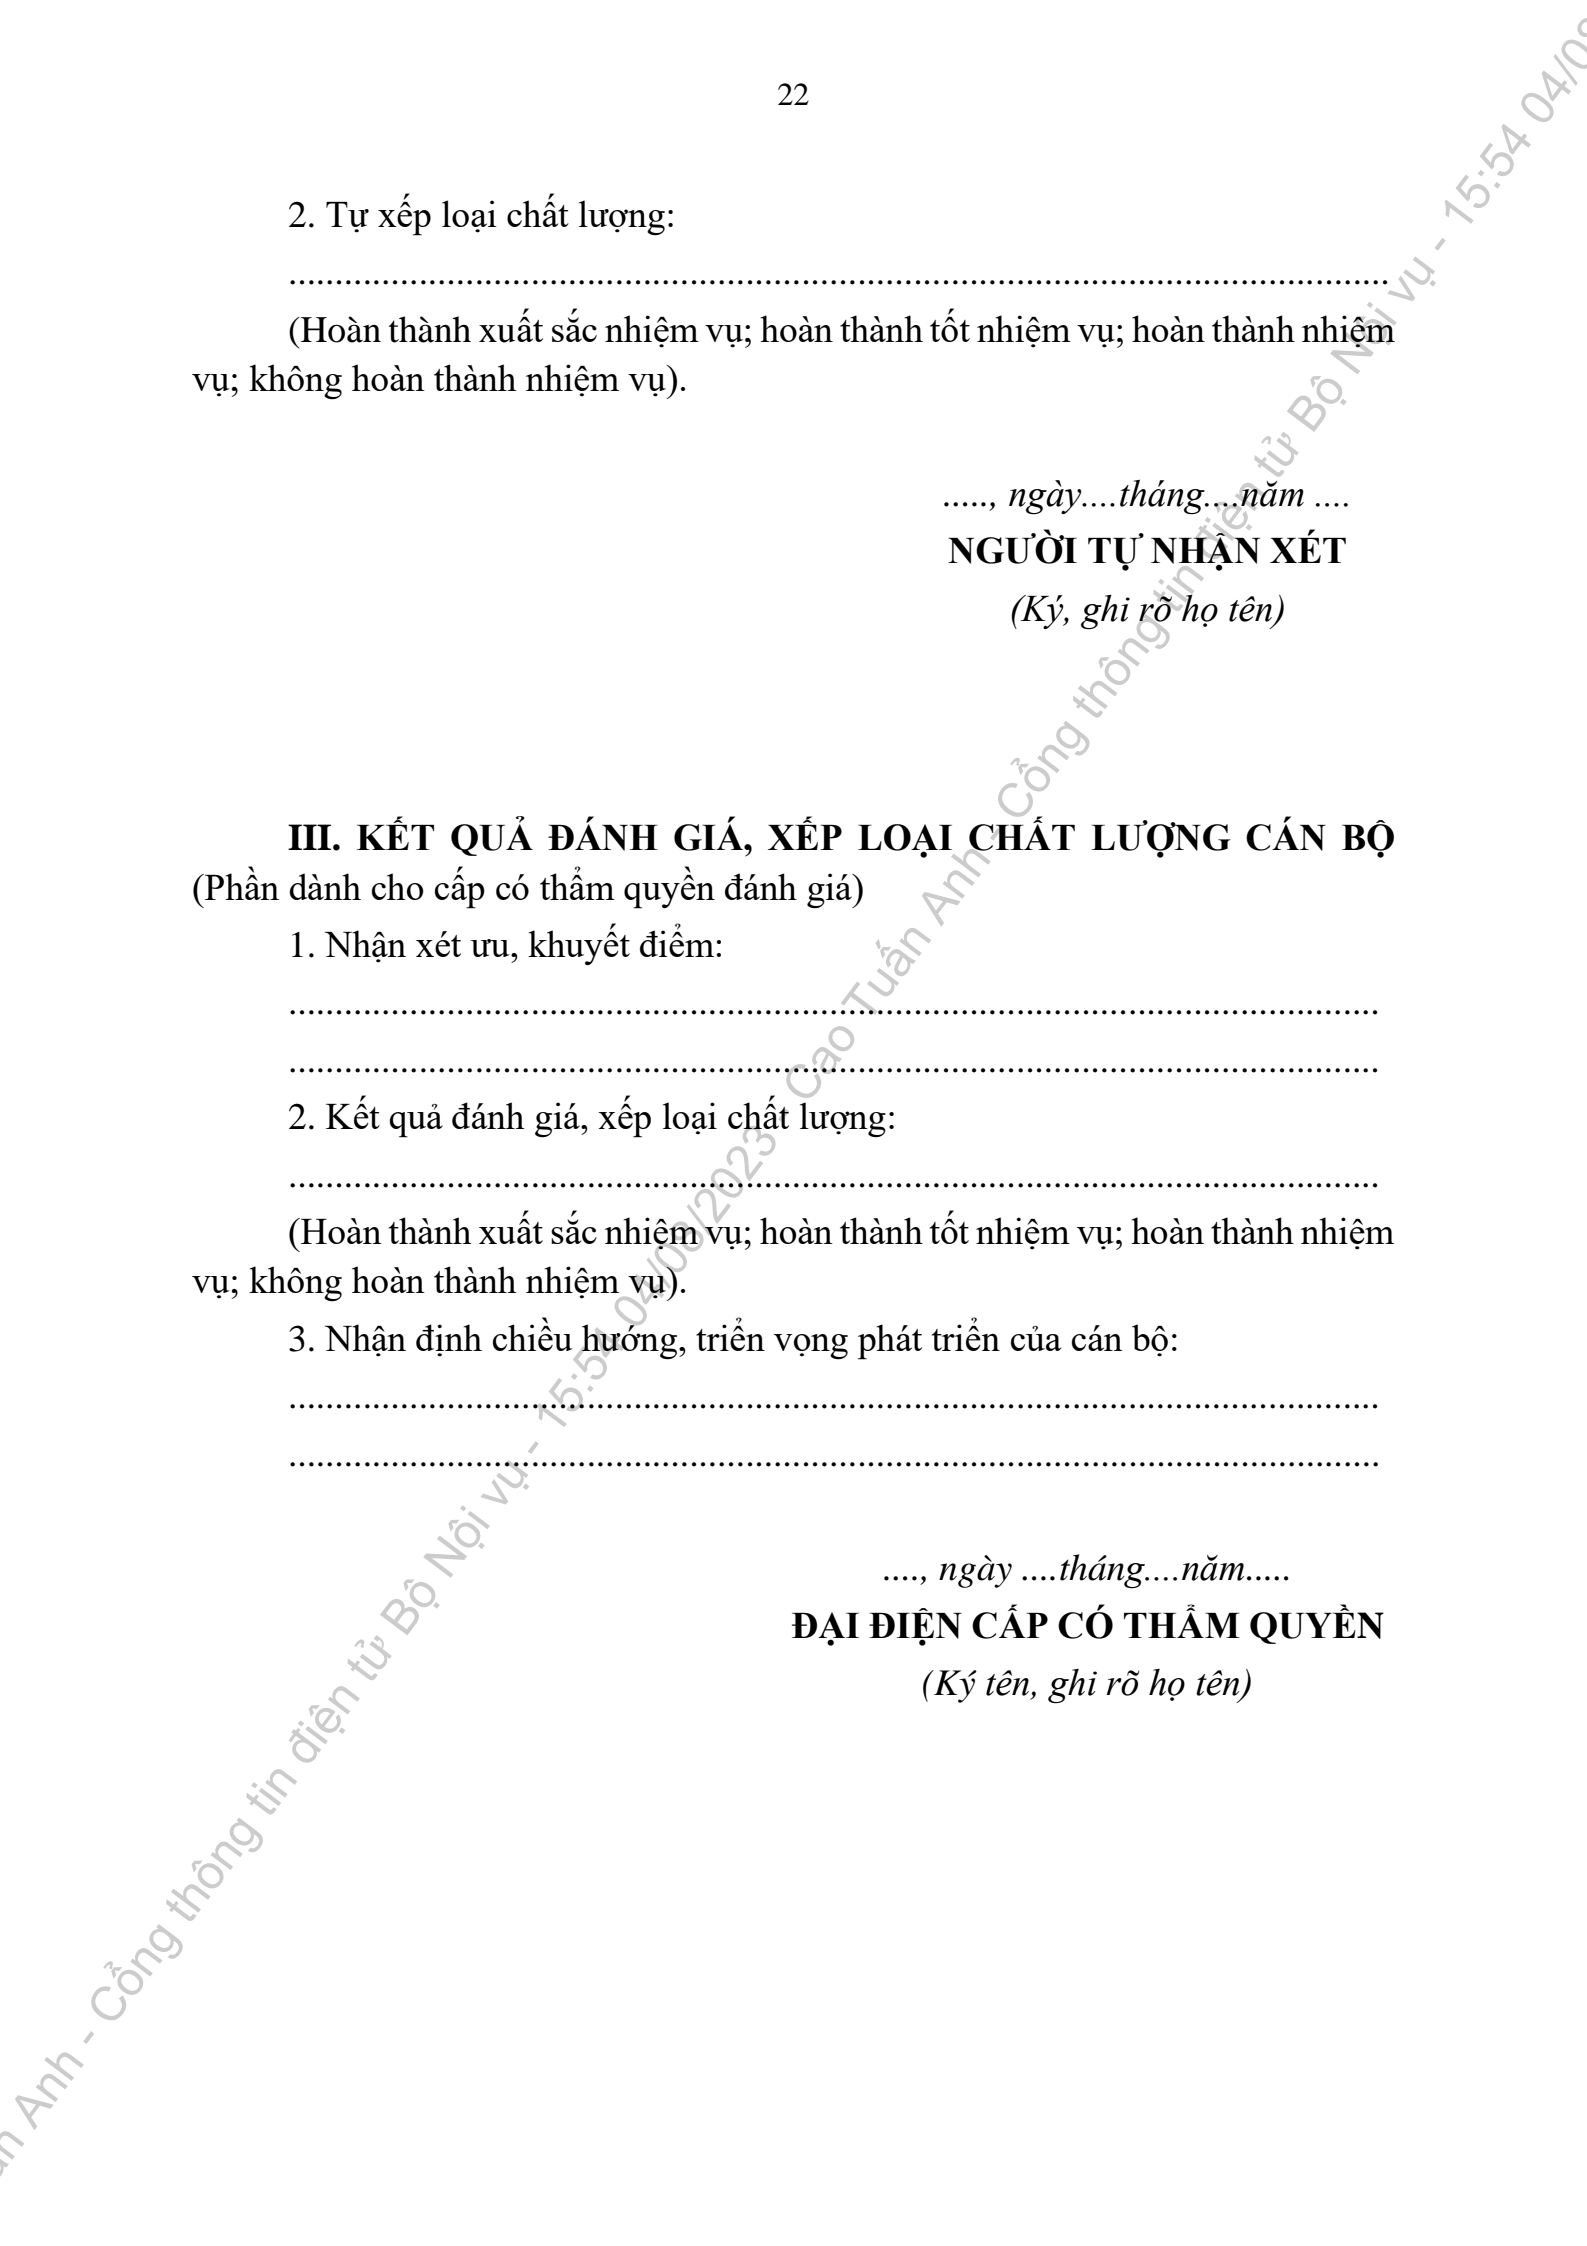 22
2. Tự xếp loại chất lượng:
......................................................................................................................
(Hoàn thành xuất sắc nhiệm vụ; hoàn thành tốt nhiệm vụ; hoàn thành nhiệm
vụ; không hoàn thành nhiệm vụ).
....., ngày....tháng....năm ....
NGƯỜI TỰ NHẬN XÉT
(Ký, ghi rõ họ tên)
III. KẾT QUẢ ĐÁNH GIÁ, XẾP LOẠI CHẤT LƯỢNG CÁN BỘ
(Phần dành cho cấp có thẩm quyền đánh giá)
1. Nhận xét ưu, khuyết điểm:
.....................................................................................................................
.....................................................................................................................
2. Kết quả đánh giá, xếp loại chất lượng:
.....................................................................................................................
(Hoàn thành xuất sắc nhiệm vụ; hoàn thành tốt nhiệm vụ; hoàn thành nhiệm
vụ; không hoàn thành nhiệm vụ).
3. Nhận định chiều hướng, triển vọng phát triển của cán bộ:
.....................................................................................................................
.....................................................................................................................
...., ngày ....tháng....năm.....
ĐẠI ĐIỆN CẤP CÓ THẨM QUYỀN
(Ký tên, ghi rõ họ tên)
Anh - Cổng thông tin điện tử Bộ Nội vụ - 15:54 04/08/2023 - Cao Tuấn Anh - Cổng thông tin điện tử Bộ Nội vụ - 15:54 04/08